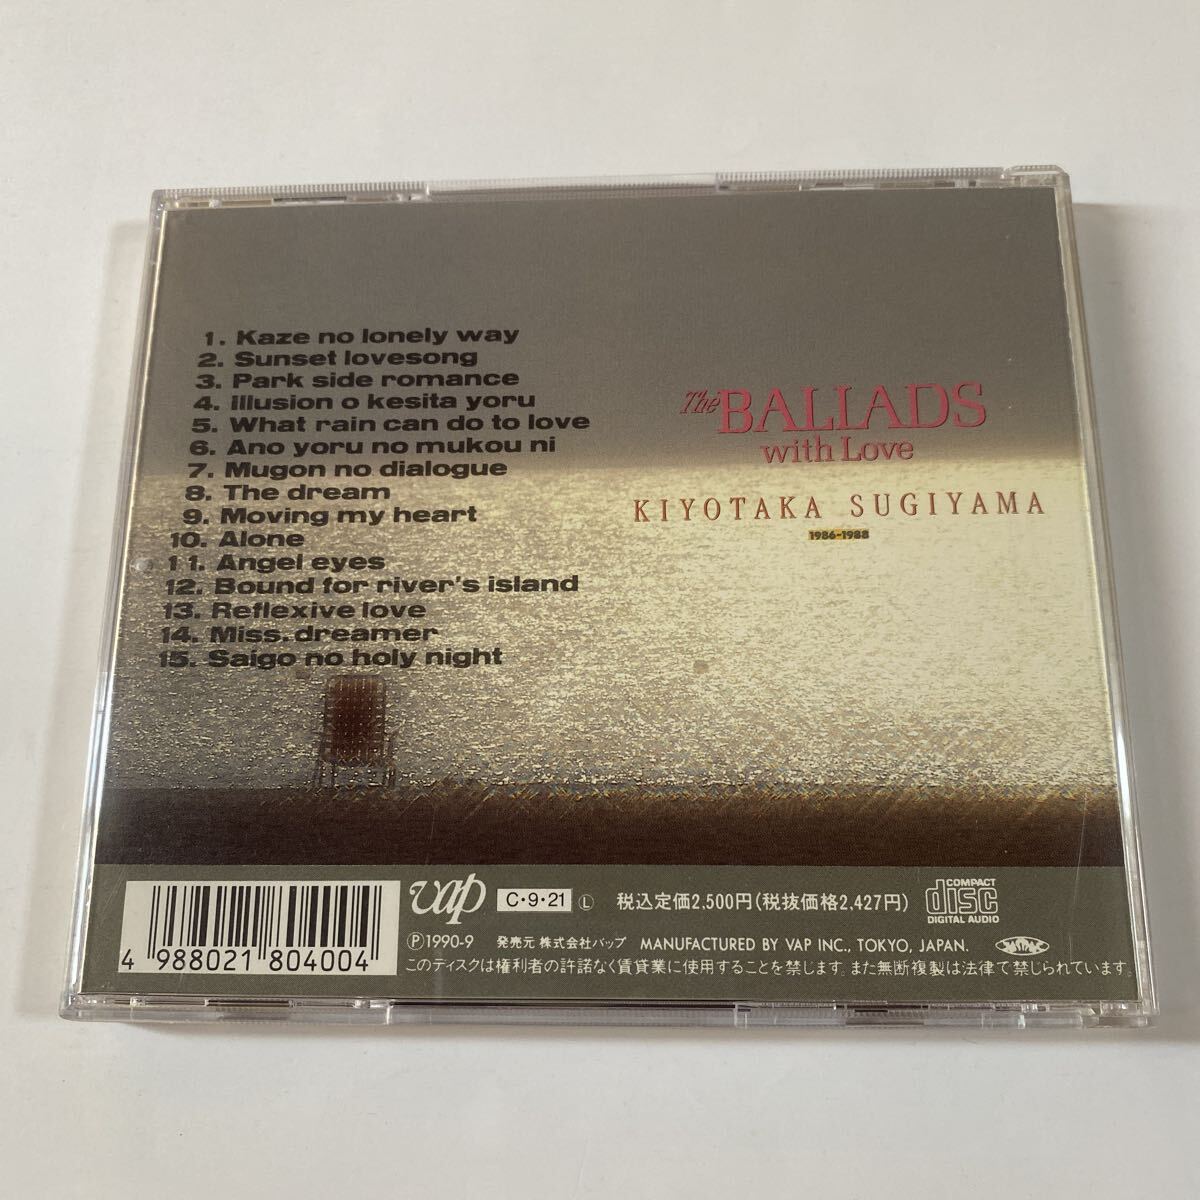 1. Kaze no lonely way
2. Sunset lovesong
3. Park side romance
4. illusion o kesita yoru
5. What rain can do to love
6. Ano yoru no mukou ni
7. Mugon no dialogue
8. The dream
9. Moving my heart
10. Alone
11. Angel eyes
12. Bound for river's island
13. Reflexive love
14. Miss. dreamer
15. Saigo no holy night
The BALLADS
with Love
KIYOTAKA SUGIYAMA
1986-1988
4 988021 804004
vap C・9・21 Ⓛ 税込定価2,500円(税抜価格2,427円)
COMPACT
disc
DIGITAL AUDIO
Ⓟ1990-9 発売元 株式会社バップ MANUFACTURED BY VAP INC., TOKYO, JAPAN.
このディスクは権利者の許諾なく賃貸業に使用することを禁じます。また無断複製は法律で禁じられています。